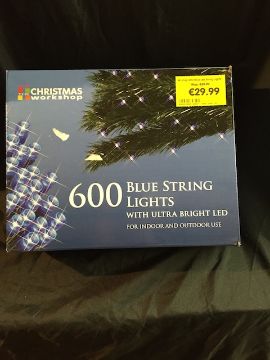 CHRISTMAS
workshop
€29.99
600 BLUE STRING
LIGHTS
WITH ULTRA BRIGHT LED
FOR INDOOR AND OUTDOOR USE